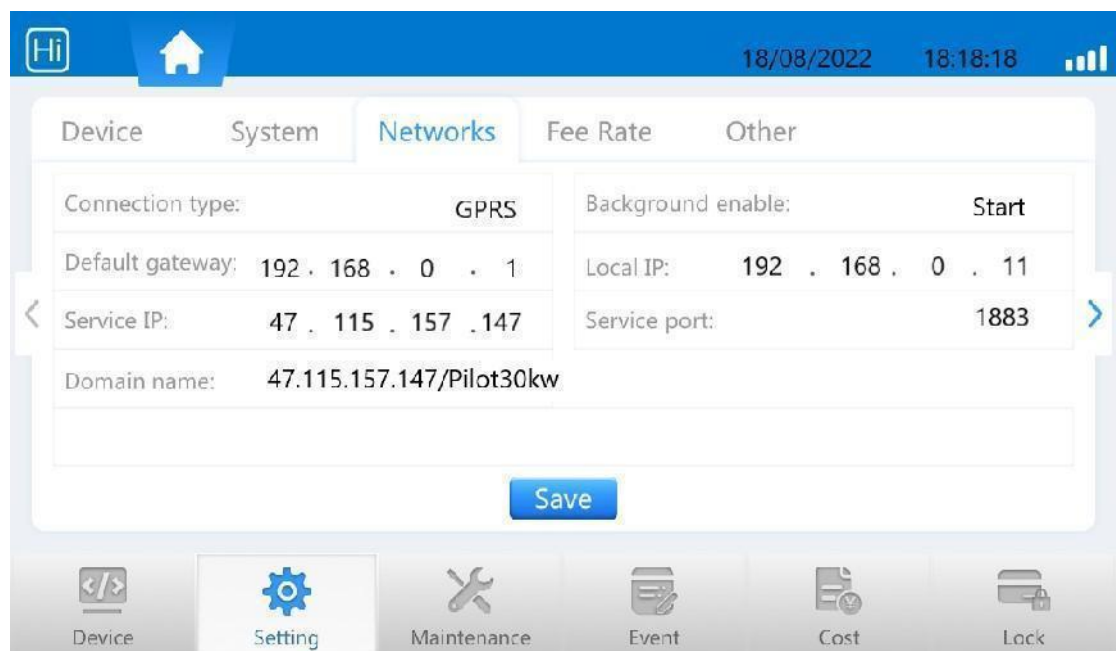 Hi 18/08/2022 18:18:18
Device System Networks Fee Rate Other
Connection type: GPRS Background enable: Start
Default gateway: 192 . 168 . 0 . 1 Local IP: 192 . 168 . 0 . 11
Service IP: 47 . 115 . 157 . 147 Service port: 1883
Domain name: 47.115.157.147/Pilot30kw
Save
Device Setting Maintenance Event Cost Lock